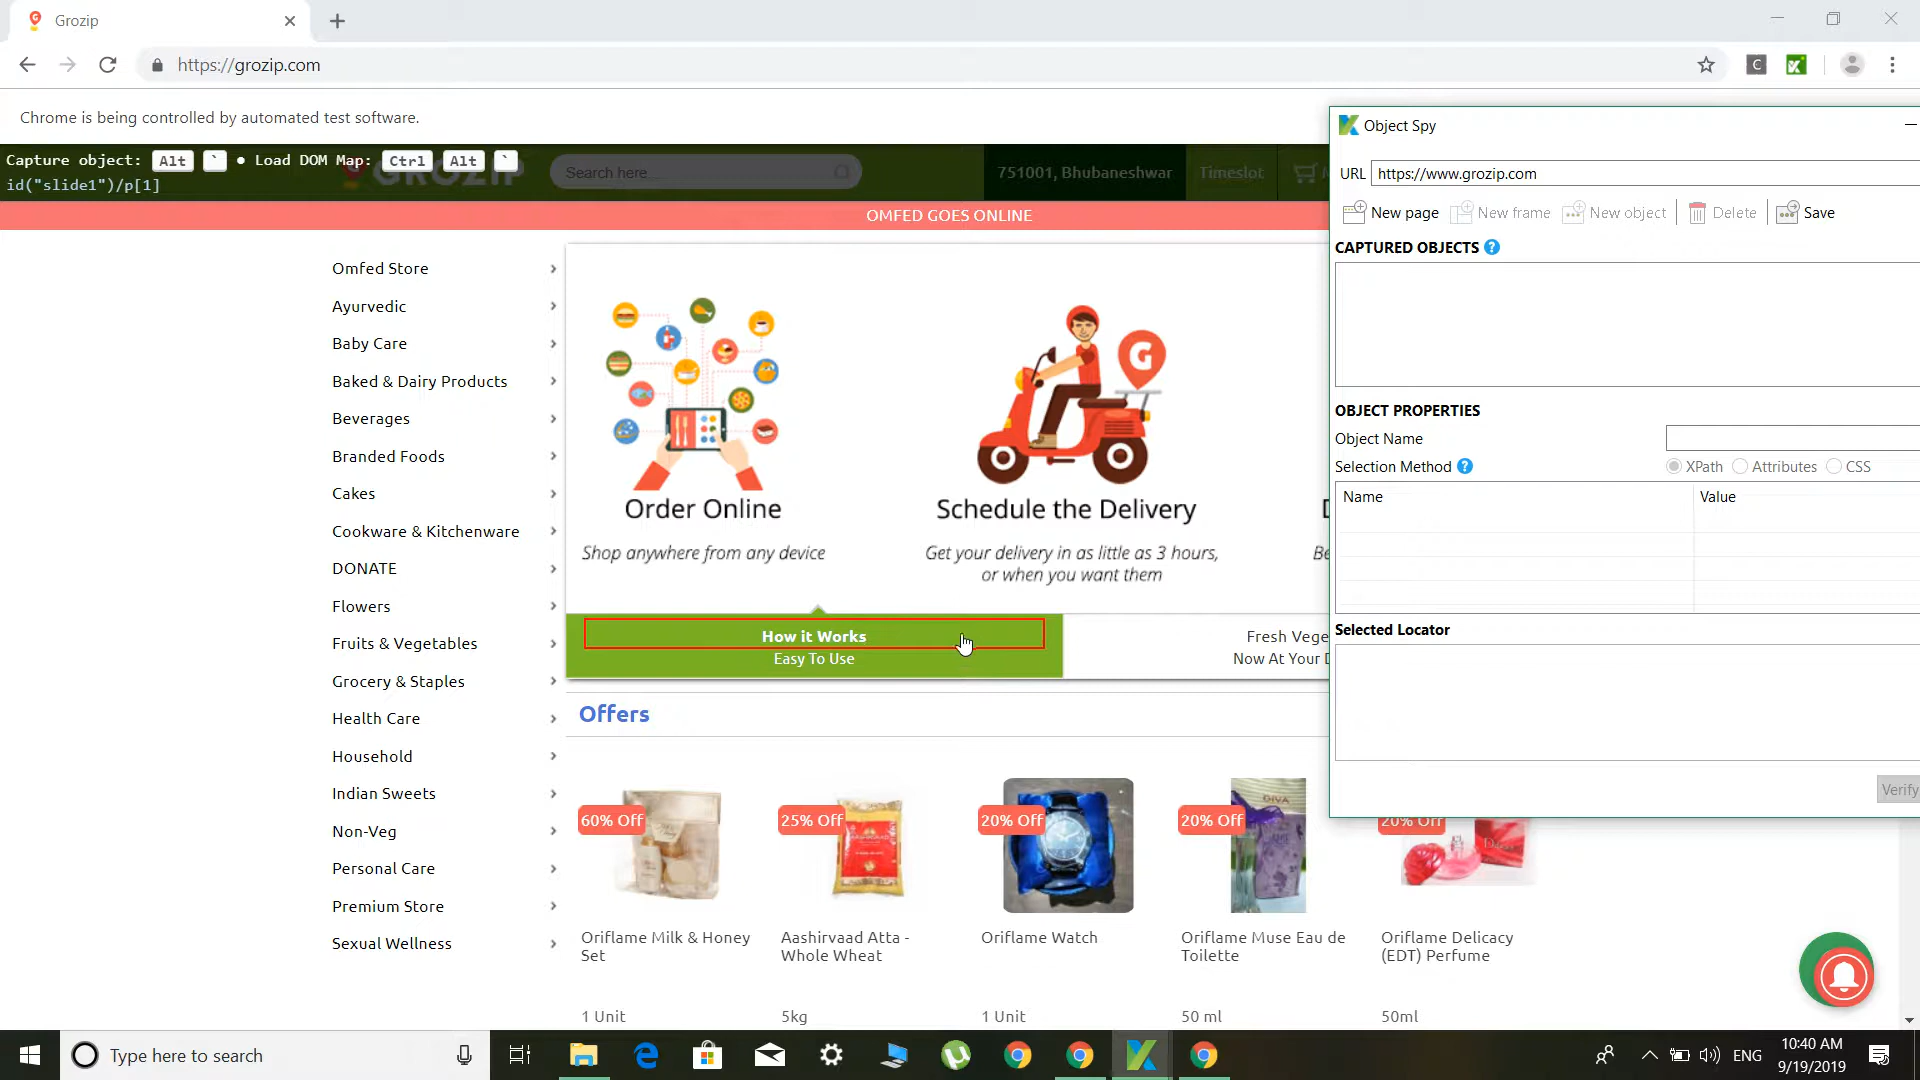 Grozip
https://grozip.com
C
Chrome is being controlled by automated test software.
Capture object: Alt ` • Load DOM Map: Ctrl Alt `
id("slide1")/p[1]
GROZIP
Search here...
751001, Bhubaneshwar
Timeslot
OMFED GOES ONLINE
Omfed Store
Ayurvedic
Baby Care
Baked & Dairy Products
Beverages
Branded Foods
Cakes
Cookware & Kitchenware
DONATE
Flowers
Fruits & Vegetables
Grocery & Staples
Health Care
Household
Indian Sweets
Non-Veg
Personal Care
Premium Store
Sexual Wellness
G
Order Online
Shop anywhere from any device
Schedule the Delivery
Get your delivery in as little as 3 hours,
or when you want them
How it Works
Easy To Use
Fresh Vege
Now At Your
Offers
60% Off
25% Off
20% Off
20% Off
20% Off
Oriflame Milk & Honey
Set
Aashirvaad Atta -
Whole Wheat
Oriflame Watch
Oriflame Muse Eau de
Toilette
Oriflame Delicacy
(EDT) Perfume
1 Unit
5kg
1 Unit
50 ml
50ml
Object Spy
URL https://www.grozip.com
New page New frame New object Delete Save
CAPTURED OBJECTS ?
OBJECT PROPERTIES
Object Name
Selection Method ? XPath Attributes CSS
Name Value
Selected Locator
Verify
Type here to search
ENG
10:40 AM
9/19/2019